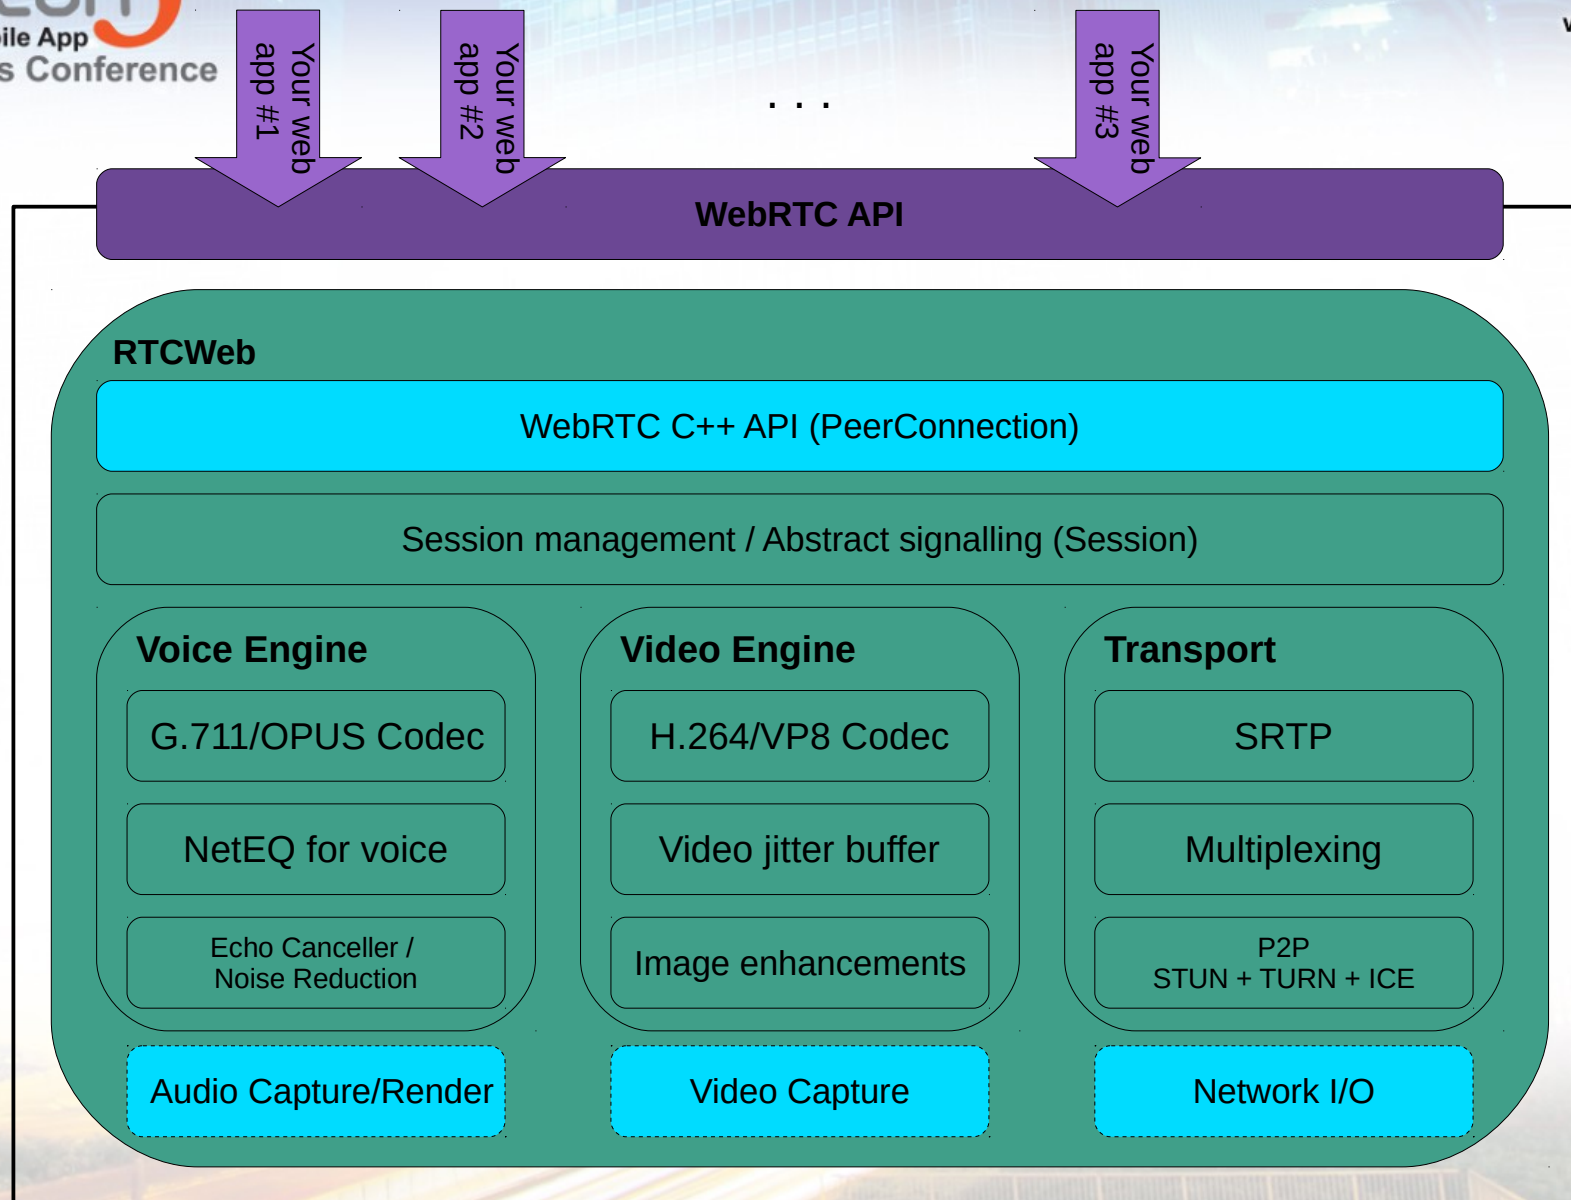 ile App
s Conference
Your web
app #1
Your web
app #2
. . .
Your web
app #3
WebRTC API
RTCWeb
WebRTC C++ API (PeerConnection)
Session management / Abstract signalling (Session)
Voice Engine
G.711/OPUS Codec
NetEQ for voice
Echo Canceller /
Noise Reduction
Video Engine
H.264/VP8 Codec
Video jitter buffer
Image enhancements
Transport
SRTP
Multiplexing
P2P
STUN + TURN + ICE
Audio Capture/Render
Video Capture
Network I/O